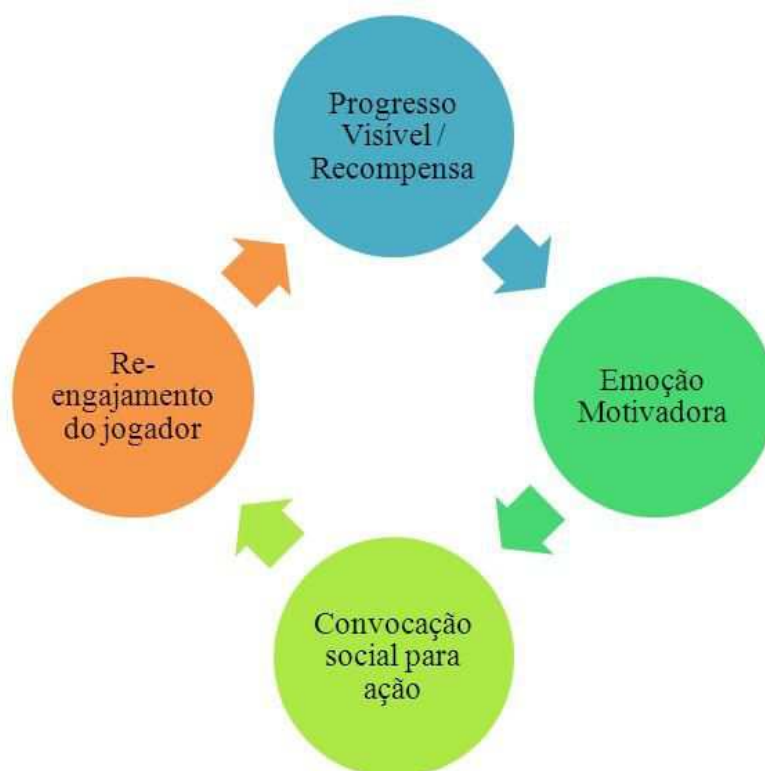 Progresso
Visível /
Recompensa
Emoção
Motivadora
Convocação
social para
ação
Re-
engajamento
do jogador